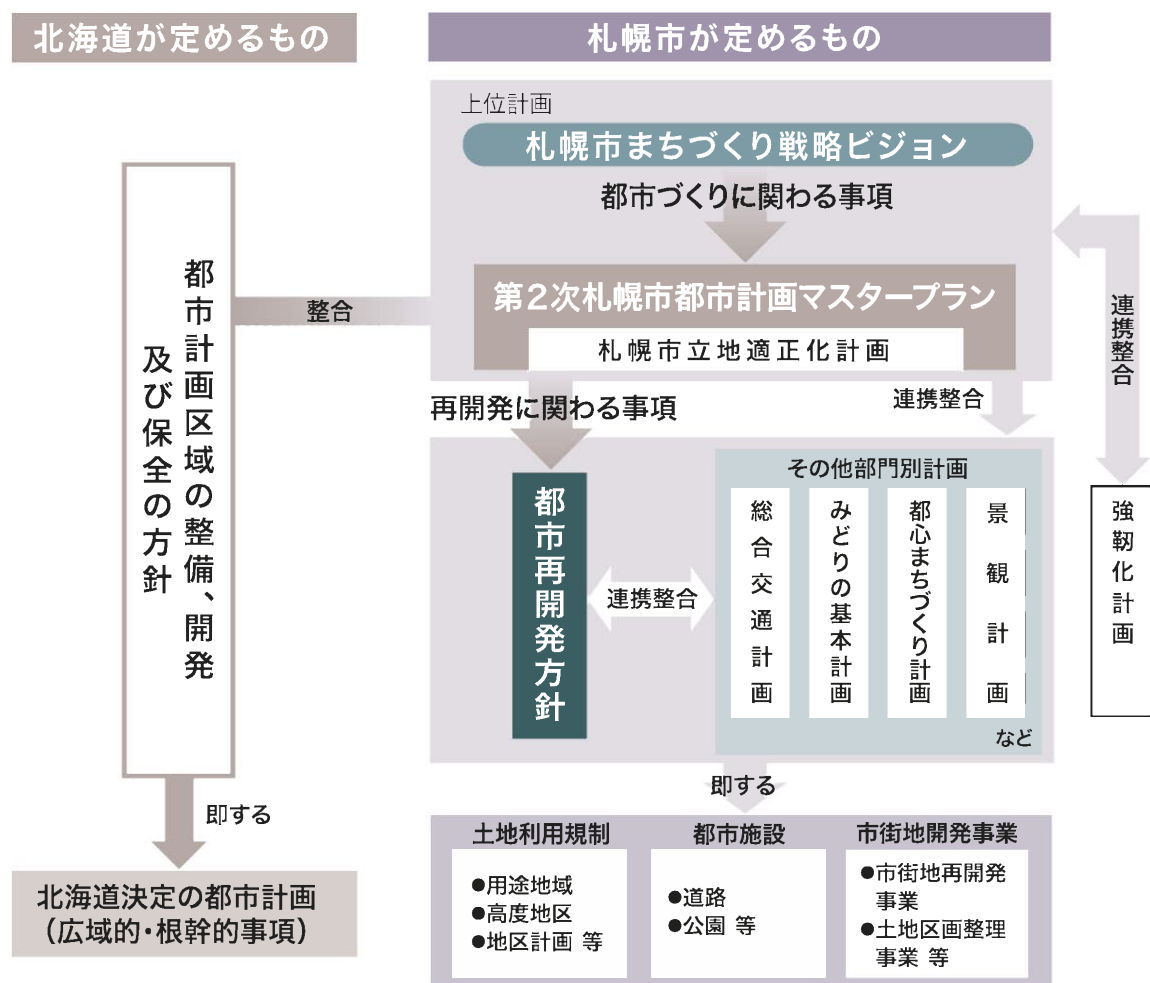 北海道が定めるもの
札幌市が定めるもの
上位計画
札幌市まちづくり戦略ビジョン
都市づくりに関わる事項
第2次札幌市都市計画マスタープラン
札幌市立地適正化計画
整合
都市計画区域の整備、開発
及び保全の方針
再開発に関わる事項
連携整合
連携整合
強靭化計画
都市再開発方針
連携整合
その他部門別計画
総合交通計画
みどりの基本計画
都心まちづくり計画
景観計画
など
即する
即する
北海道決定の都市計画
（広域的・根幹的事項）
土地利用規制
●用途地域
●高度地区
●地区計画 等
都市施設
●道路
●公園 等
市街地開発事業
●市街地再開発
事業
●土地区画整理
事業 等